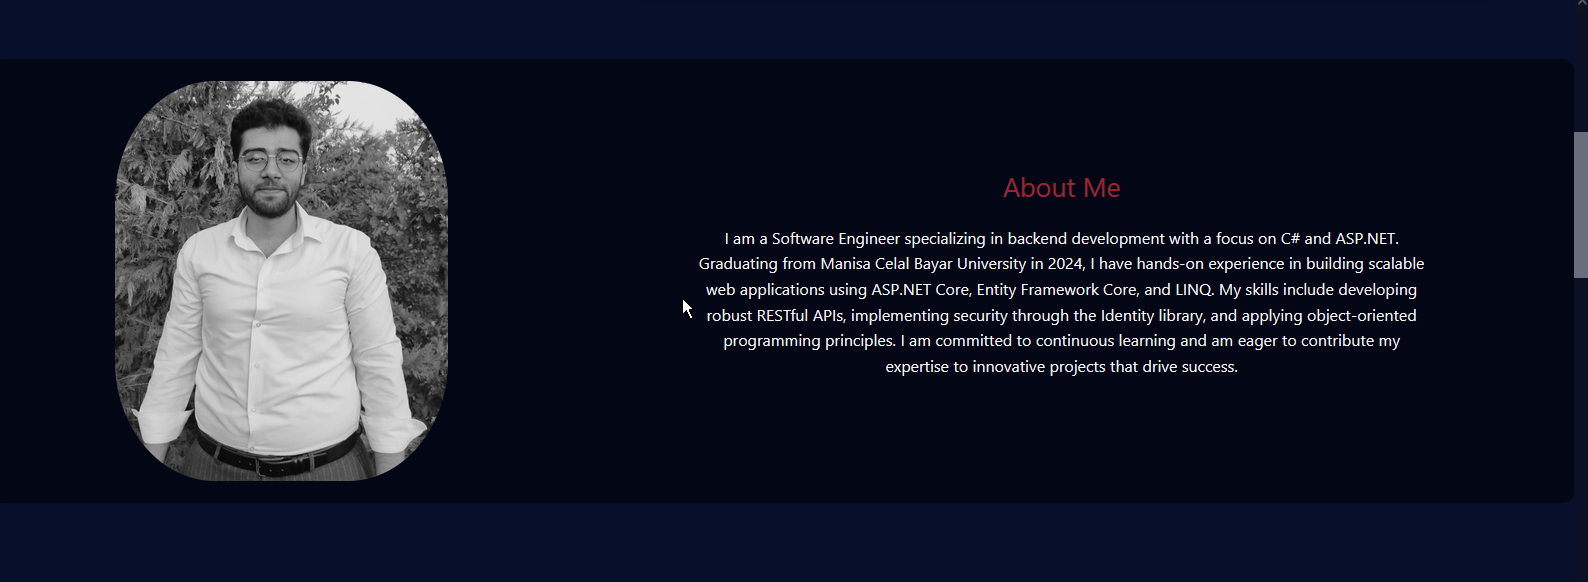 About Me
I am a Software Engineer specializing in backend development with a focus on C# and ASP.NET.
Graduating from Manisa Celal Bayar University in 2024, I have hands-on experience in building scalable
web applications using ASP.NET Core, Entity Framework Core, and LINQ. My skills include developing
robust RESTful APIs, implementing security through the Identity library, and applying object-oriented
programming principles. I am committed to continuous learning and am eager to contribute my
expertise to innovative projects that drive success.